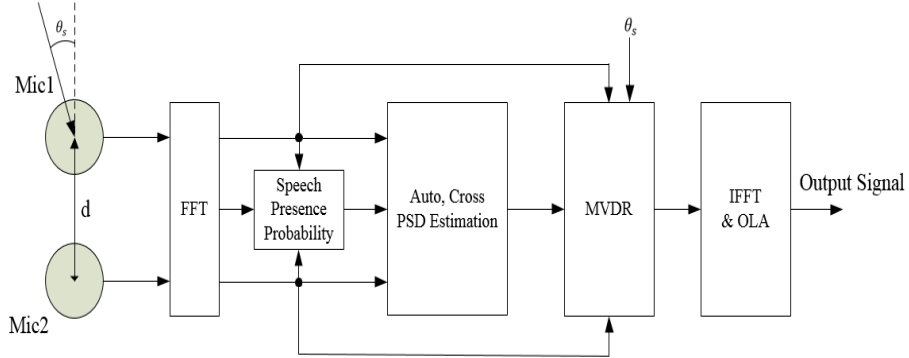 θs
θs
Mic1
Speech
Presence
Probability
FFT
Auto, Cross
PSD Estimation
MVDR
IFFT
& OLA
Output Signal
d
Mic2